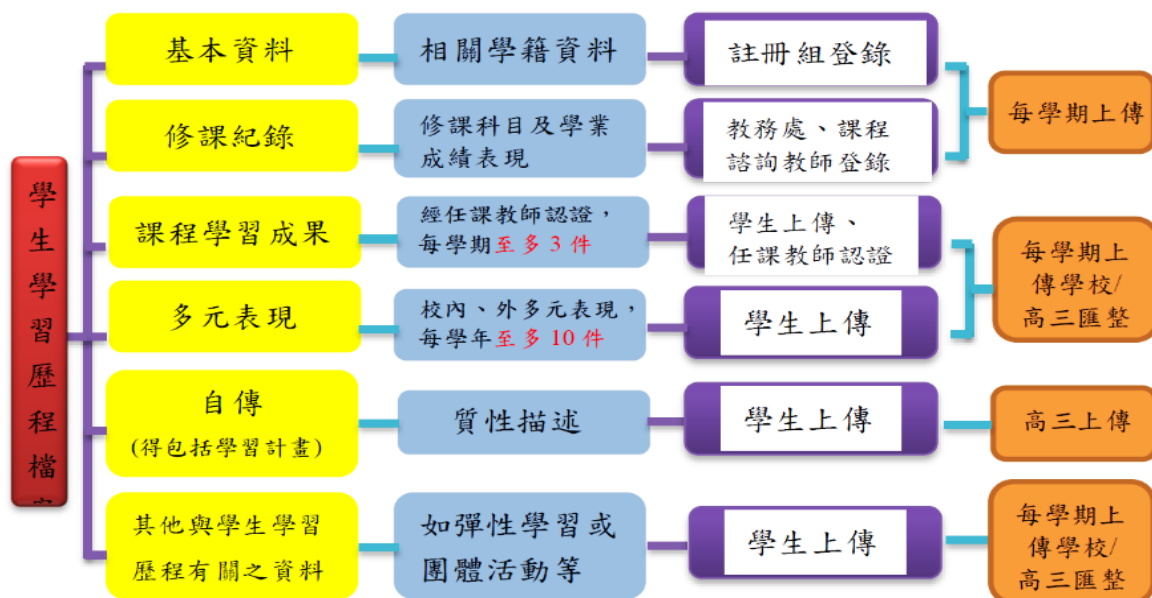 學生學習歷程檔
基本資料
相關學籍資料
註冊組登錄
每學期上傳
修課紀錄
修課科目及學業
成績表現
教務處、課程
諮詢教師登錄
課程學習成果
經任課教師認證，
每學期至多 3 件
學生上傳、
任課教師認證
每學期上
傳學校/
高三匯整
多元表現
校內、外多元表現，
每學年至多 10 件
學生上傳
自傳
(得包括學習計畫)
質性描述
學生上傳
高三上傳
其他與學生學習
歷程有關之資料
如彈性學習或
團體活動等
學生上傳
每學期上
傳學校/
高三匯整